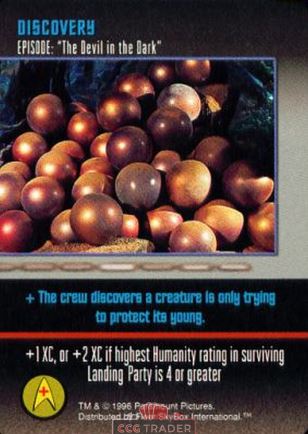 DISCOVERY
EPISODE: "The Devil in the Dark"
+ The crew discovers a creature is only trying
to protect its young.
+1 XC, or +2 XC if highest Humanity rating in surviving
Landing Party is 4 or greater
TM & © 1996 Paramount Pictures.
Distributed by Fleer SkyBox International.™
CCG TRADER